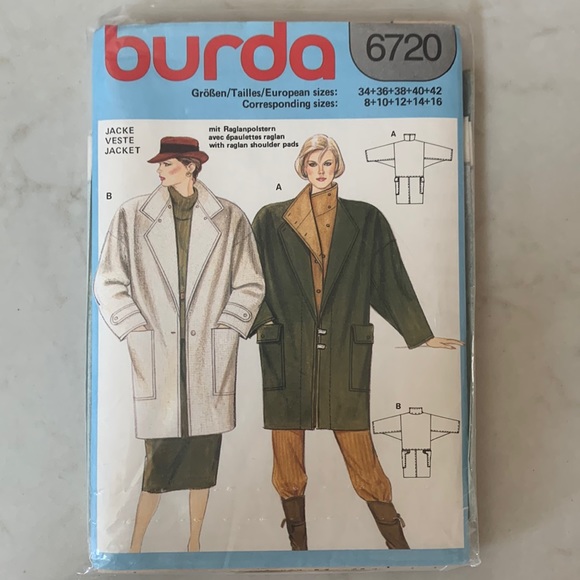 burda 6720
Größen/Tailles/European sizes: 34+36+38+40+42
Corresponding sizes: 8+10+12+14+16
JACKE
VESTE
JACKET
mit Raglanpolstern
avec épaulettes raglan
with raglan shoulder pads
A
B
A
B